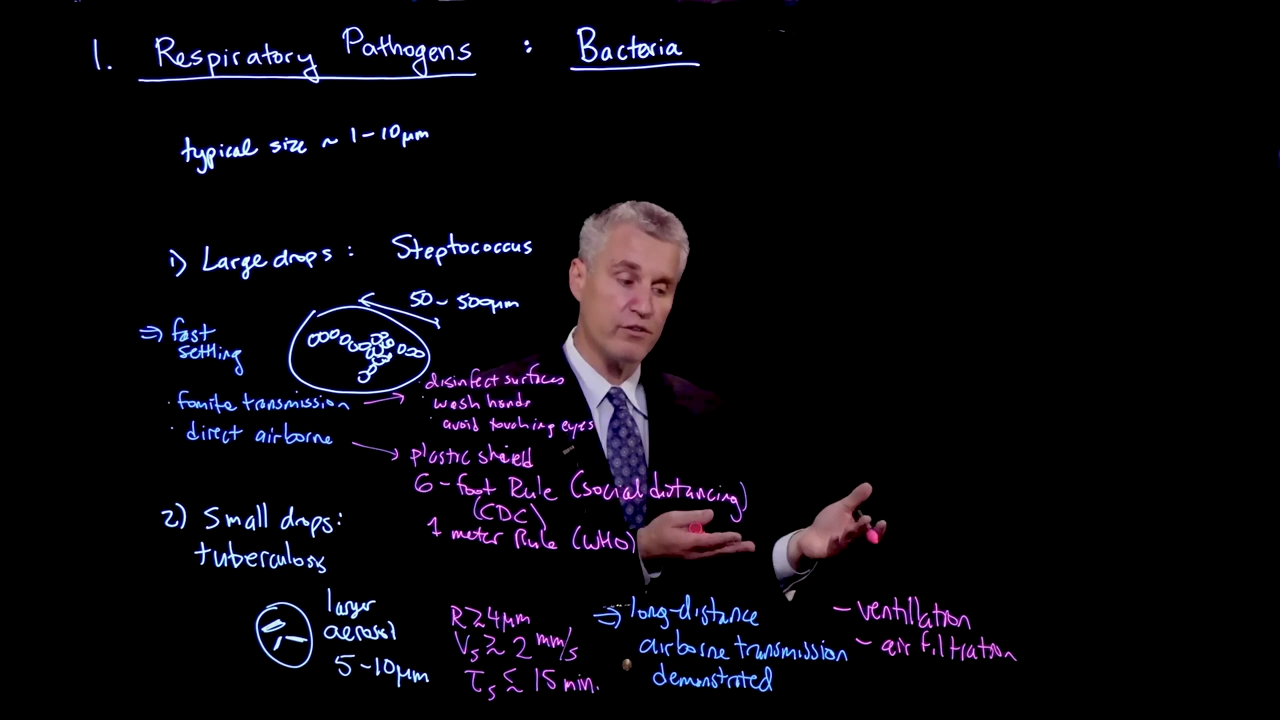 1. Respiratory Pathogens : Bacteria
typical size ~ 1-10μm
1) Large drops : Steptococcus
50 - 500μm
⇒ fast
settling
· fomite transmission → · disinfect surfaces
· wash hands
· avoid touching eyes
· direct airborne → plastic shield
6-foot Rule (social distancing)
(CDC)
1 meter Rule (WHO)
2) Small drops:
tuberculosis
larger
aerosol
5-10μm
R ≳ 4μm
Vs ≳ 2 mm/s
τs ≲ 15 min.
⇒ long-distance
airborne transmission
demonstrated
- ventillation
- air filtration